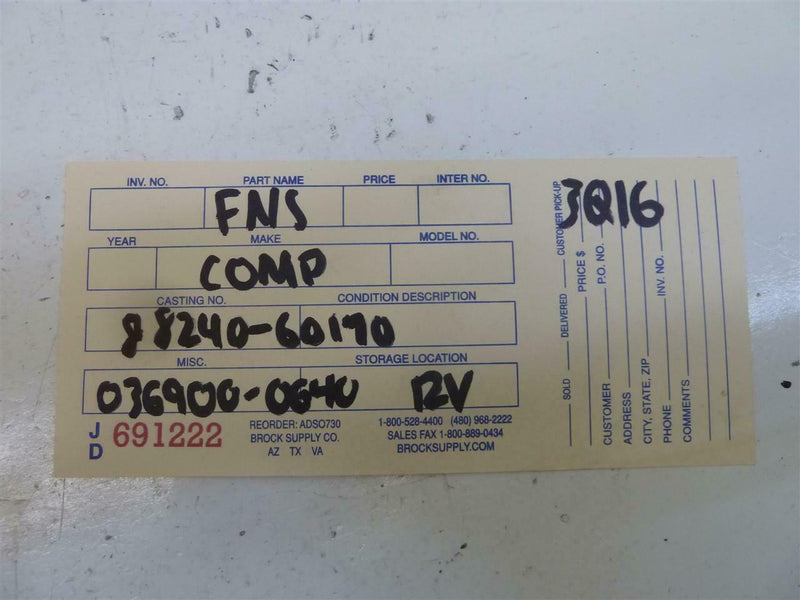 INV. NO. PART NAME PRICE INTER NO.
FNS
YEAR MAKE MODEL NO.
COMP
CASTING NO. CONDITION DESCRIPTION
88240-60170
MISC. STORAGE LOCATION
036900-0640 RV
JD 691222
REORDER: ADSO730
BROCK SUPPLY CO.
AZ TX VA
1-800-528-4400 (480) 968-2222
SALES FAX 1-800-889-0434
BROCKSUPPLY.COM
3Q16
SOLD DELIVERED CUSTOMER PICK-UP
PRICE $
CUSTOMER P.O. NO.
ADDRESS
CITY, STATE, ZIP
PHONE INV. NO.
COMMENTS